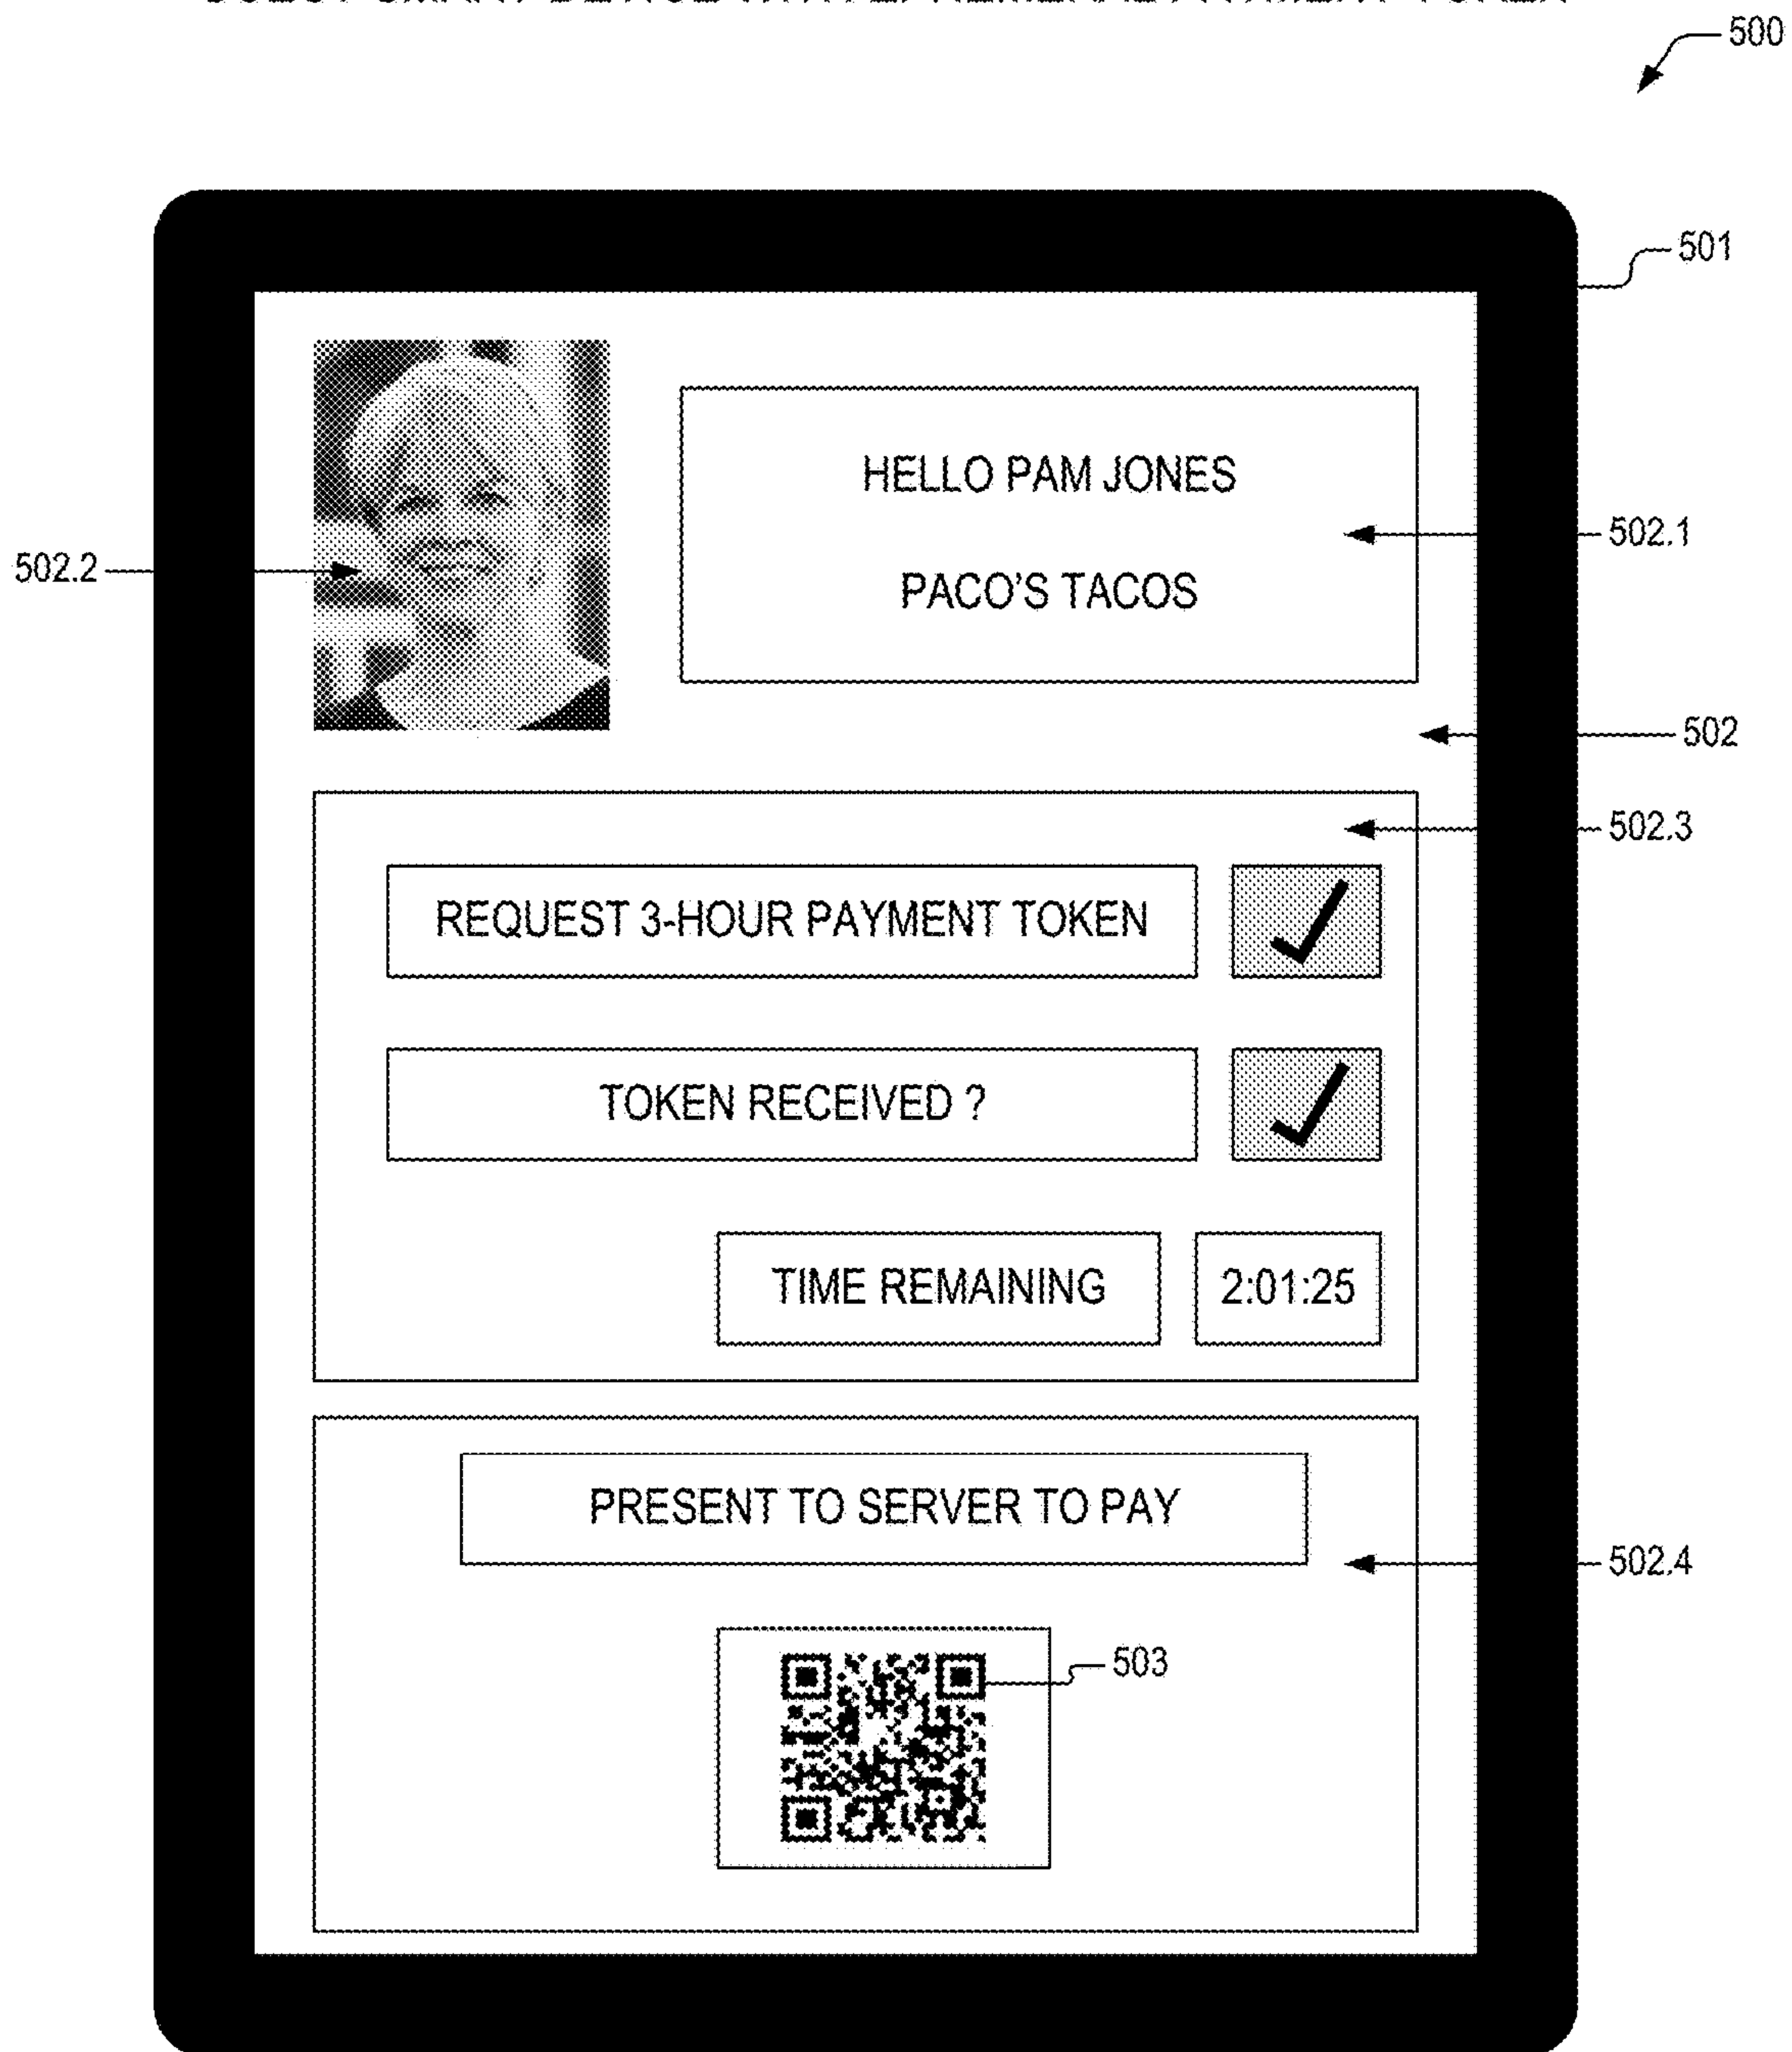 500
501
HELLO PAM JONES
502.1
502.2
PACO'S TACOS
502
502.3
REQUEST 3-HOUR PAYMENT TOKEN
TOKEN RECEIVED ?
TIME REMAINING 2:01:25
PRESENT TO SERVER TO PAY
502.4
503